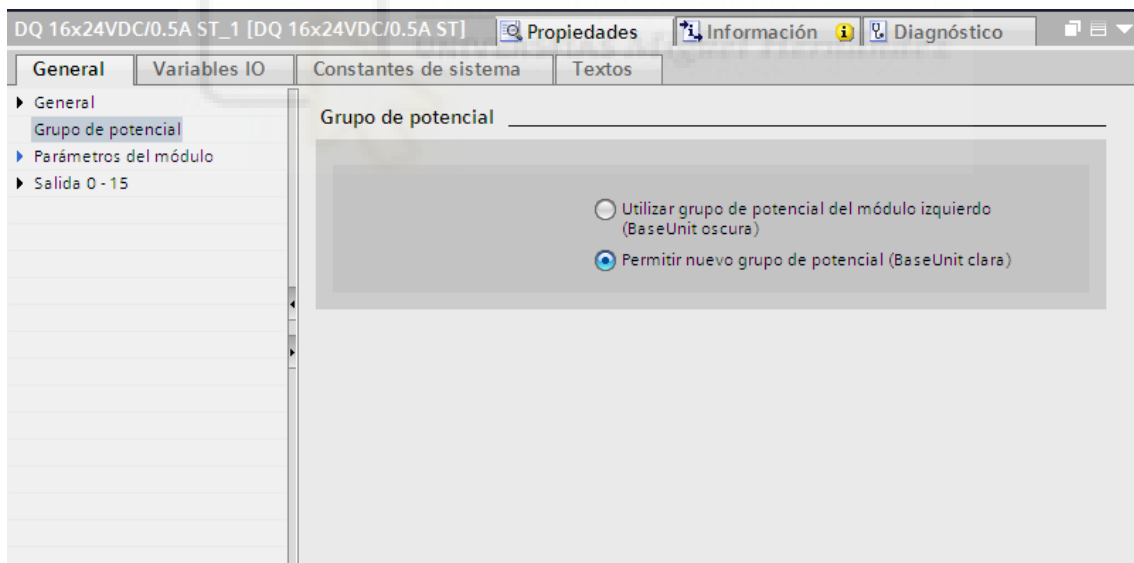 DQ 16x24VDC/0.5A ST_1 [DQ 16x24VDC/0.5A ST]
Propiedades
Información
Diagnóstico
General
Variables IO
Constantes de sistema
Textos
General
Grupo de potencial
Parámetros del módulo
Salida 0 - 15
Grupo de potencial
Utilizar grupo de potencial del módulo izquierdo
(BaseUnit oscura)
Permitir nuevo grupo de potencial (BaseUnit clara)